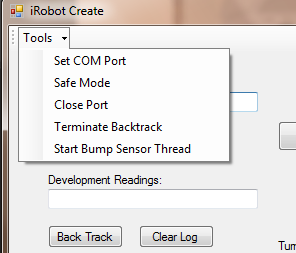 iRobot Create
Tools
Set COM Port
Safe Mode
Close Port
Terminate Backtrack
Start Bump Sensor Thread
Development Readings:
Back Track Clear Log
Turn